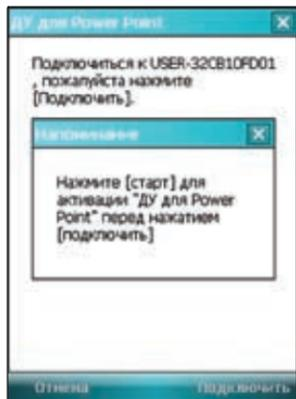 ДУ для Power Point
Подключиться к USER-32CB10FD01
, пожалуйста нажмите
[Подключить].
Напоминание
Нажмите [старт] для
активации "ДУ для Power
Point" перед нажатием
[подключить]
Отмена
Подключить